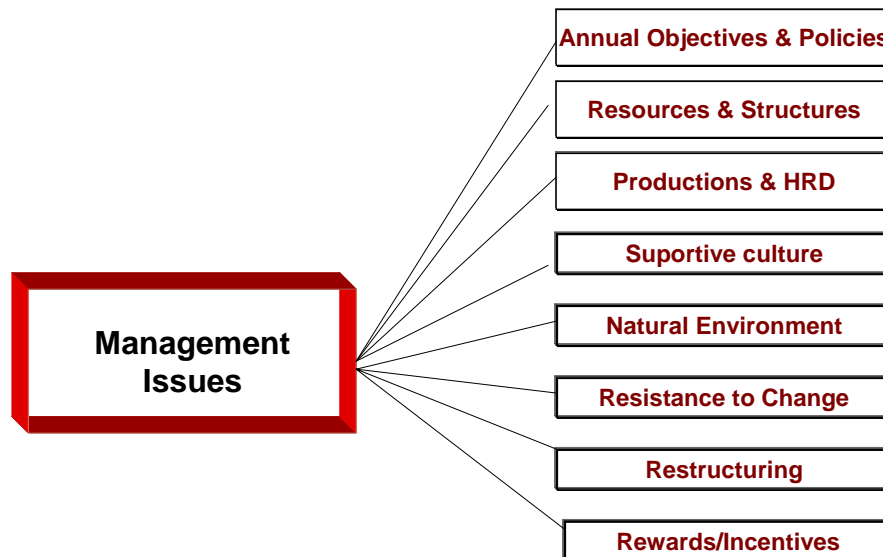 Annual Objectives & Policies
Resources & Structures
Productions & HRD
Suportive culture
Management
Issues
Natural Environment
Resistance to Change
Restructuring
Rewards/Incentives